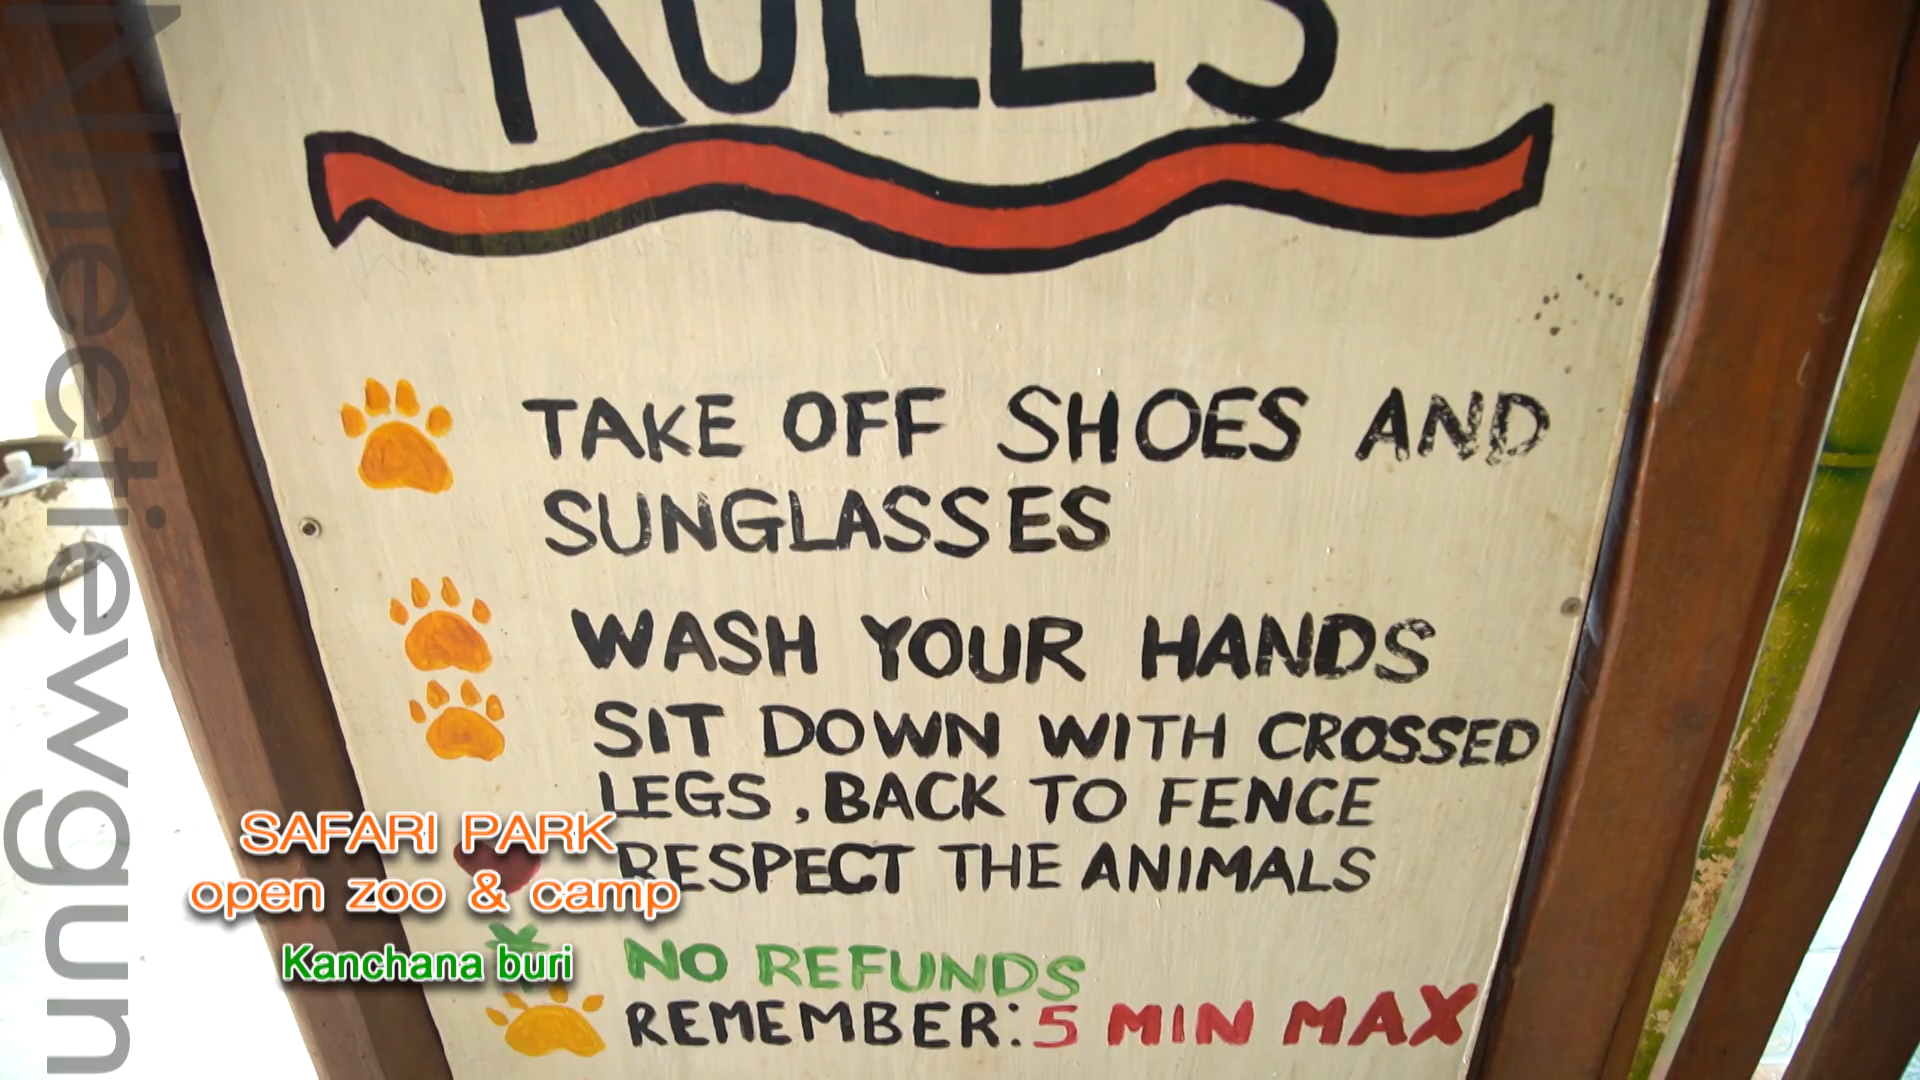 RULES
TAKE OFF SHOES AND
SUNGLASSES
WASH YOUR HANDS
SIT DOWN WITH CROSSED
LEGS, BACK TO FENCE
RESPECT THE ANIMALS
NO REFUNDS
REMEMBER: 5 MIN MAX
SAFARI PARK
open zoo & camp
Kanchana buri
Nheetiewgun